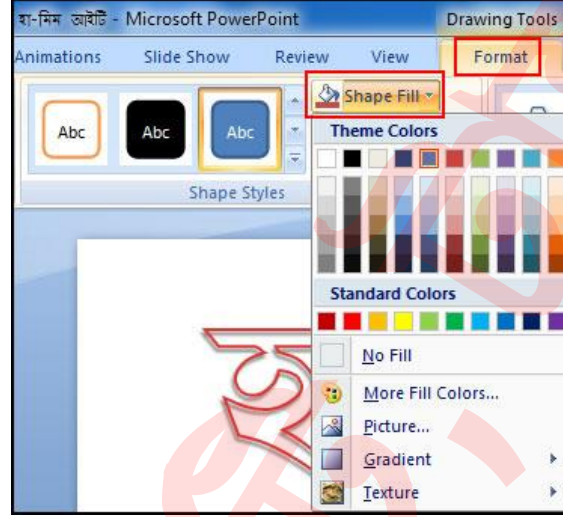 হা-মিম আইটি - Microsoft PowerPoint
Drawing Tools
Animations Slide Show Review View Format
Shape Fill
Abc Abc Abc
Shape Styles
Theme Colors
Standard Colors
No Fill
More Fill Colors...
Picture...
Gradient
Texture